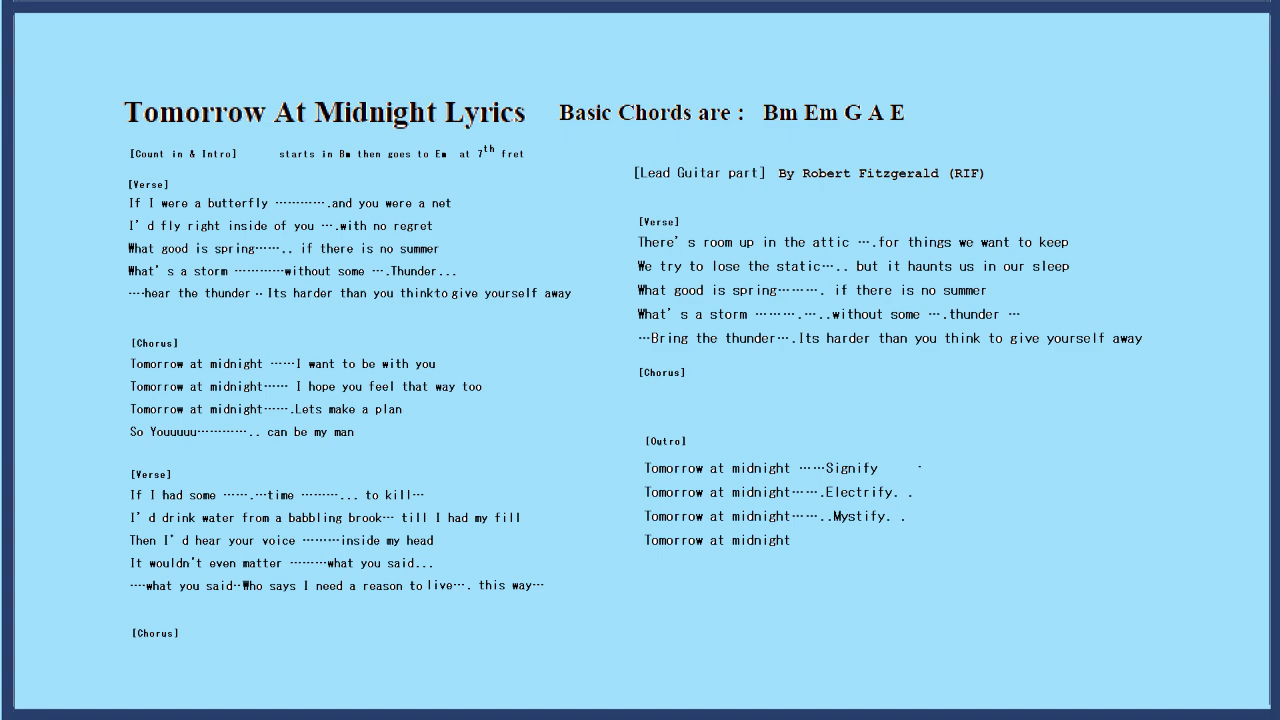 Tomorrow At Midnight Lyrics Basic Chords are : Bm Em G A E
[Count in & Intro] starts in Bm then goes to Em at 7th fret
[Verse]
If I were a butterfly ………….and you were a net
I'd fly right inside of you ….with no regret
What good is spring…….. if there is no summer
What's a storm …………without some ….Thunder...
….hear the thunder .. Its harder than you think to give yourself away
[Chorus]
Tomorrow at midnight ……I want to be with you
Tomorrow at midnight…… I hope you feel that way too
Tomorrow at midnight…….Lets make a plan
So Youuuuu………….. can be my man
[Verse]
If I had some …….…time ………... to kill…
I'd drink water from a babbling brook… till I had my fill
Then I'd hear your voice ………inside my head
It wouldn't even matter ………what you said...
….what you said..Who says I need a reason to live…. this way…
[Chorus]
[Lead Guitar part] By Robert Fitzgerald (RIF)
[Verse]
There's room up in the attic ….for things we want to keep
We try to lose the static….. but it haunts us in our sleep
What good is spring………. if there is no summer
What's a storm ……….…..without some ….thunder …
…Bring the thunder….Its harder than you think to give yourself away
[Chorus]
[Outro]
Tomorrow at midnight ……Signify .
Tomorrow at midnight…….Electrify. .
Tomorrow at midnight……..Mystify. .
Tomorrow at midnight